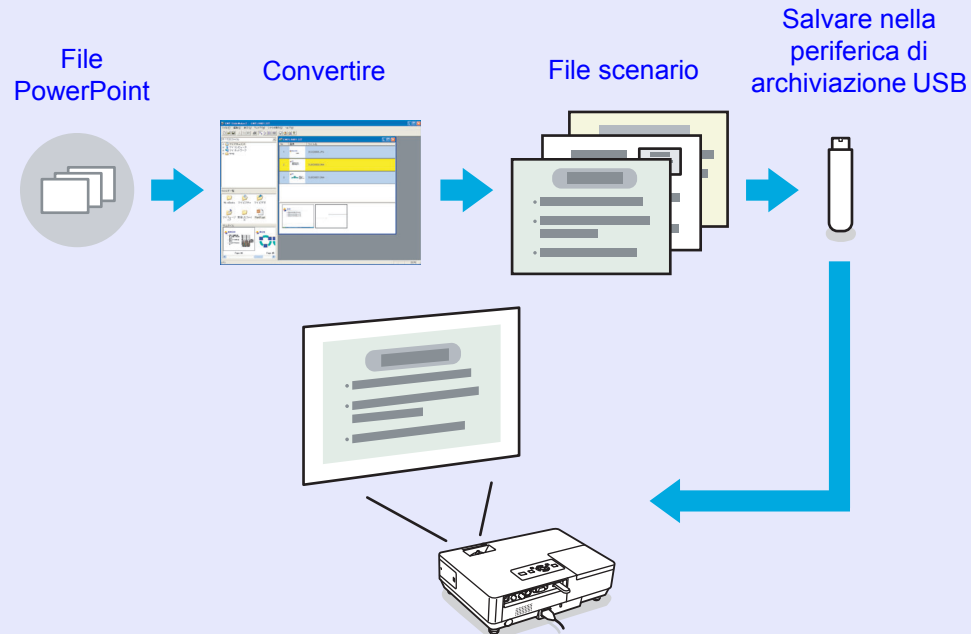 File
PowerPoint
Convertire
File scenario
Salvare nella
periferica di
archiviazione USB